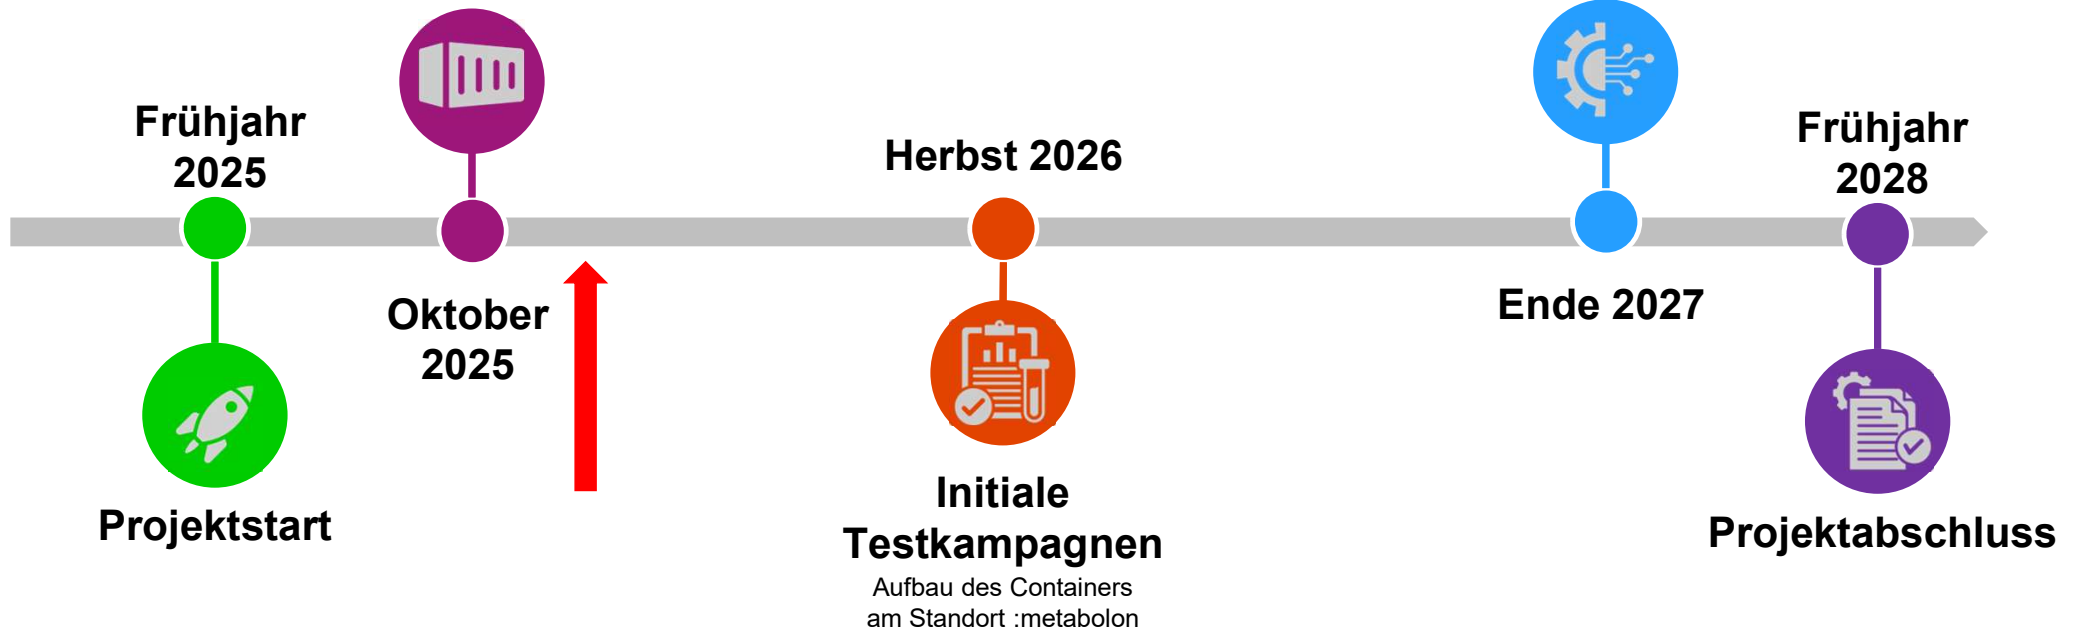 Frühjahr
2025
Projektstart
Oktober
2025
Herbst 2026
Initiale
Testkampagnen
Aufbau des Containers
am Standort :metabolon
Ende 2027
Frühjahr
2028
Projektabschluss